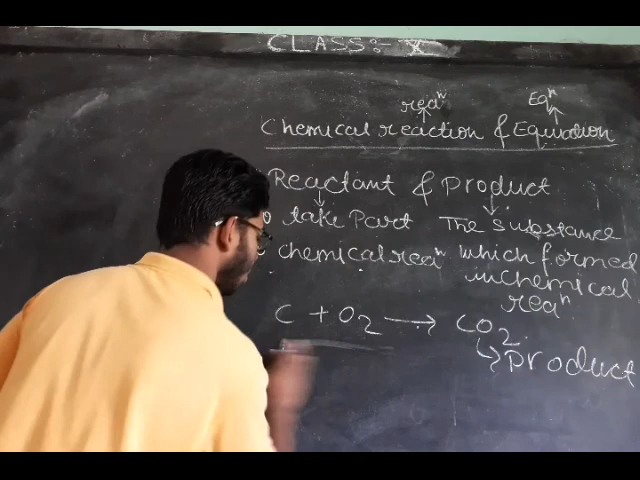 CLASS:- X
reaⁿ Eqⁿ
Chemical reaction & Equation
Reactant & Product
take Part The substance
chemical reaⁿ which formed
in chemical
reaⁿ
C + O₂ → CO₂
Product